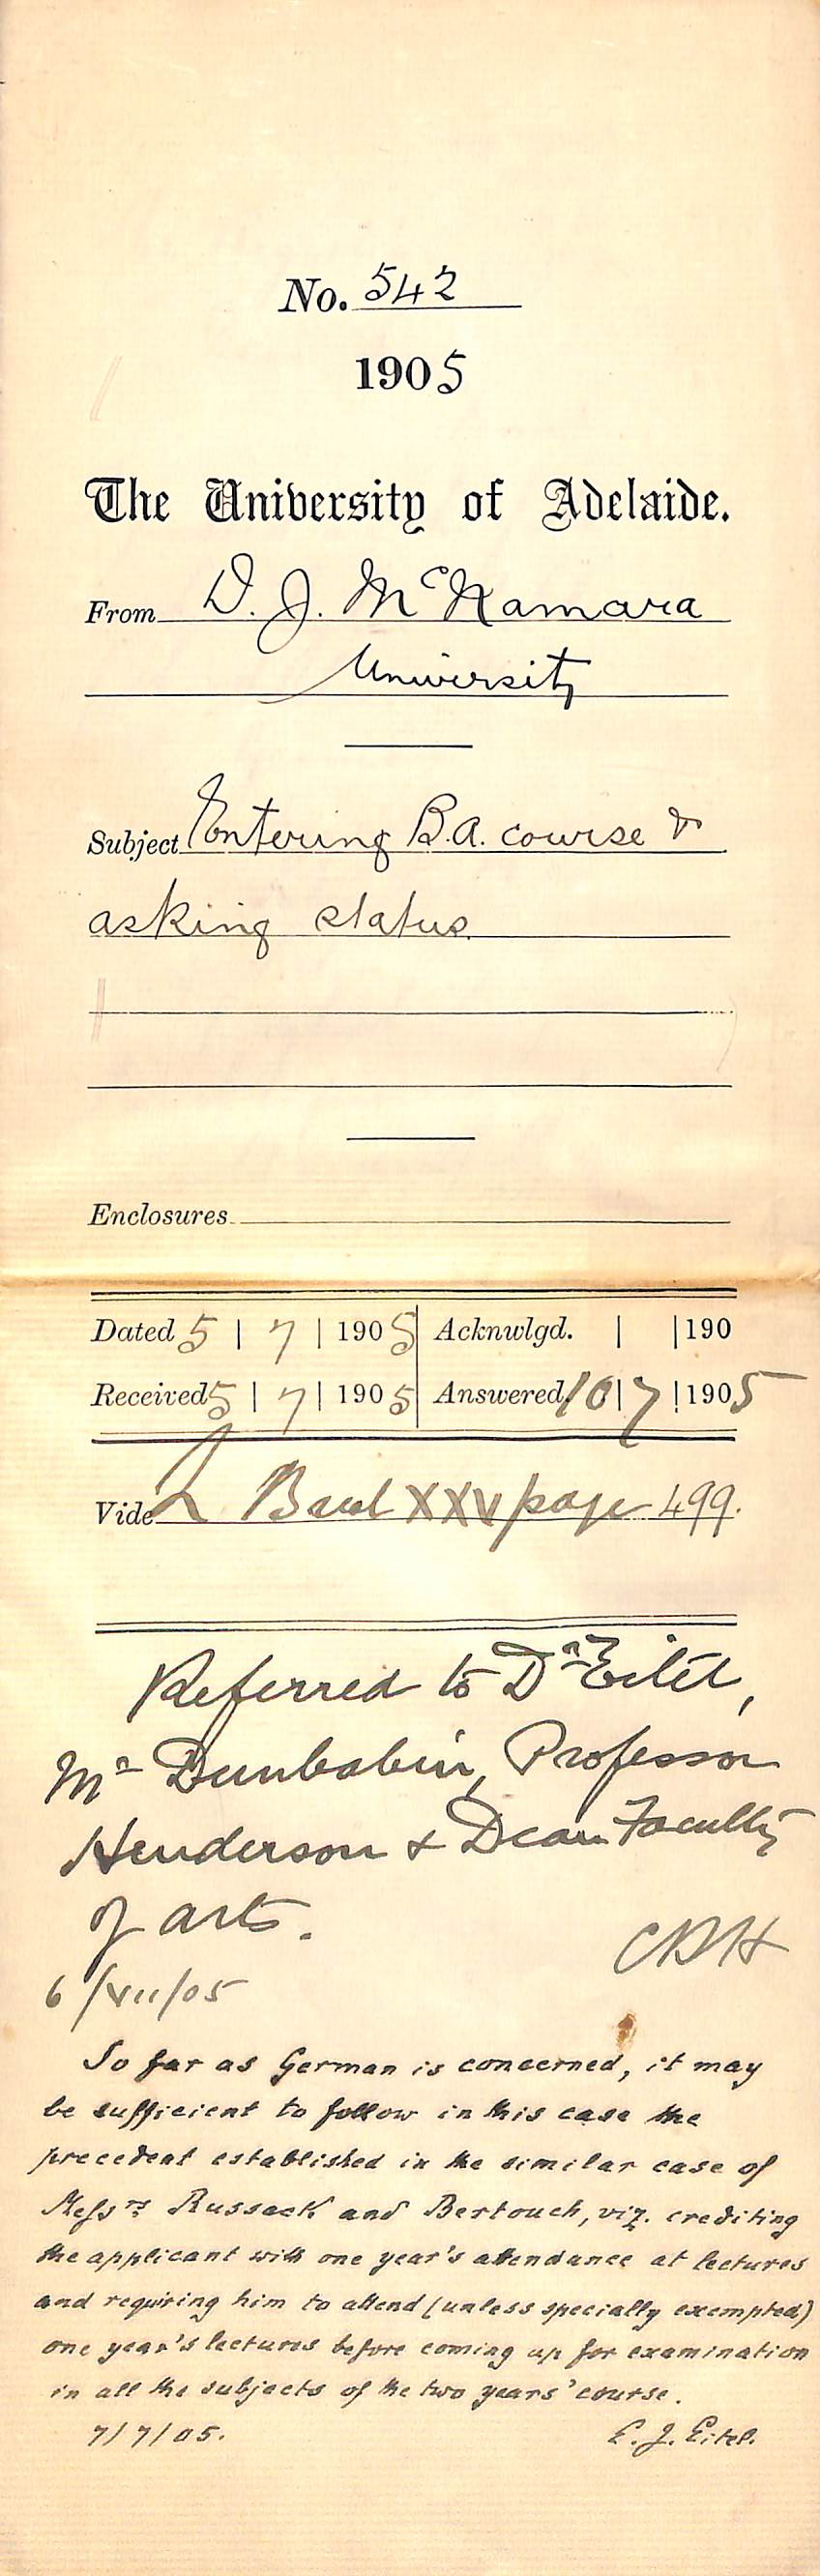 No. 542
1905
The University of Adelaide.
From D. J. McNamara
University
Subject Entering B.A. course &
asking status
Enclosures
Dated 5 | 7 | 1905 Acknwlgd. | | 190
Received 5 | 7 | 1905 Answered 10 | 7 | 1905
Vide L Book XXV page 499.
Referred to Dr Eitel,
Mr Dunbabin, Professor
Henderson & Dean Faculty
of arts.
CRH
6/VII/05
So far as German is concerned, it may
be sufficient to follow in this case the
precedent established in the similar case of
Messrs Russack and Bertouch, viz. crediting
the applicant with one year's attendance at lectures
and requiring him to attend (unless specially exempted)
one year's lectures before coming up for examination
in all the subjects of the two years' course.
7/7/05. E. J. Eitel.